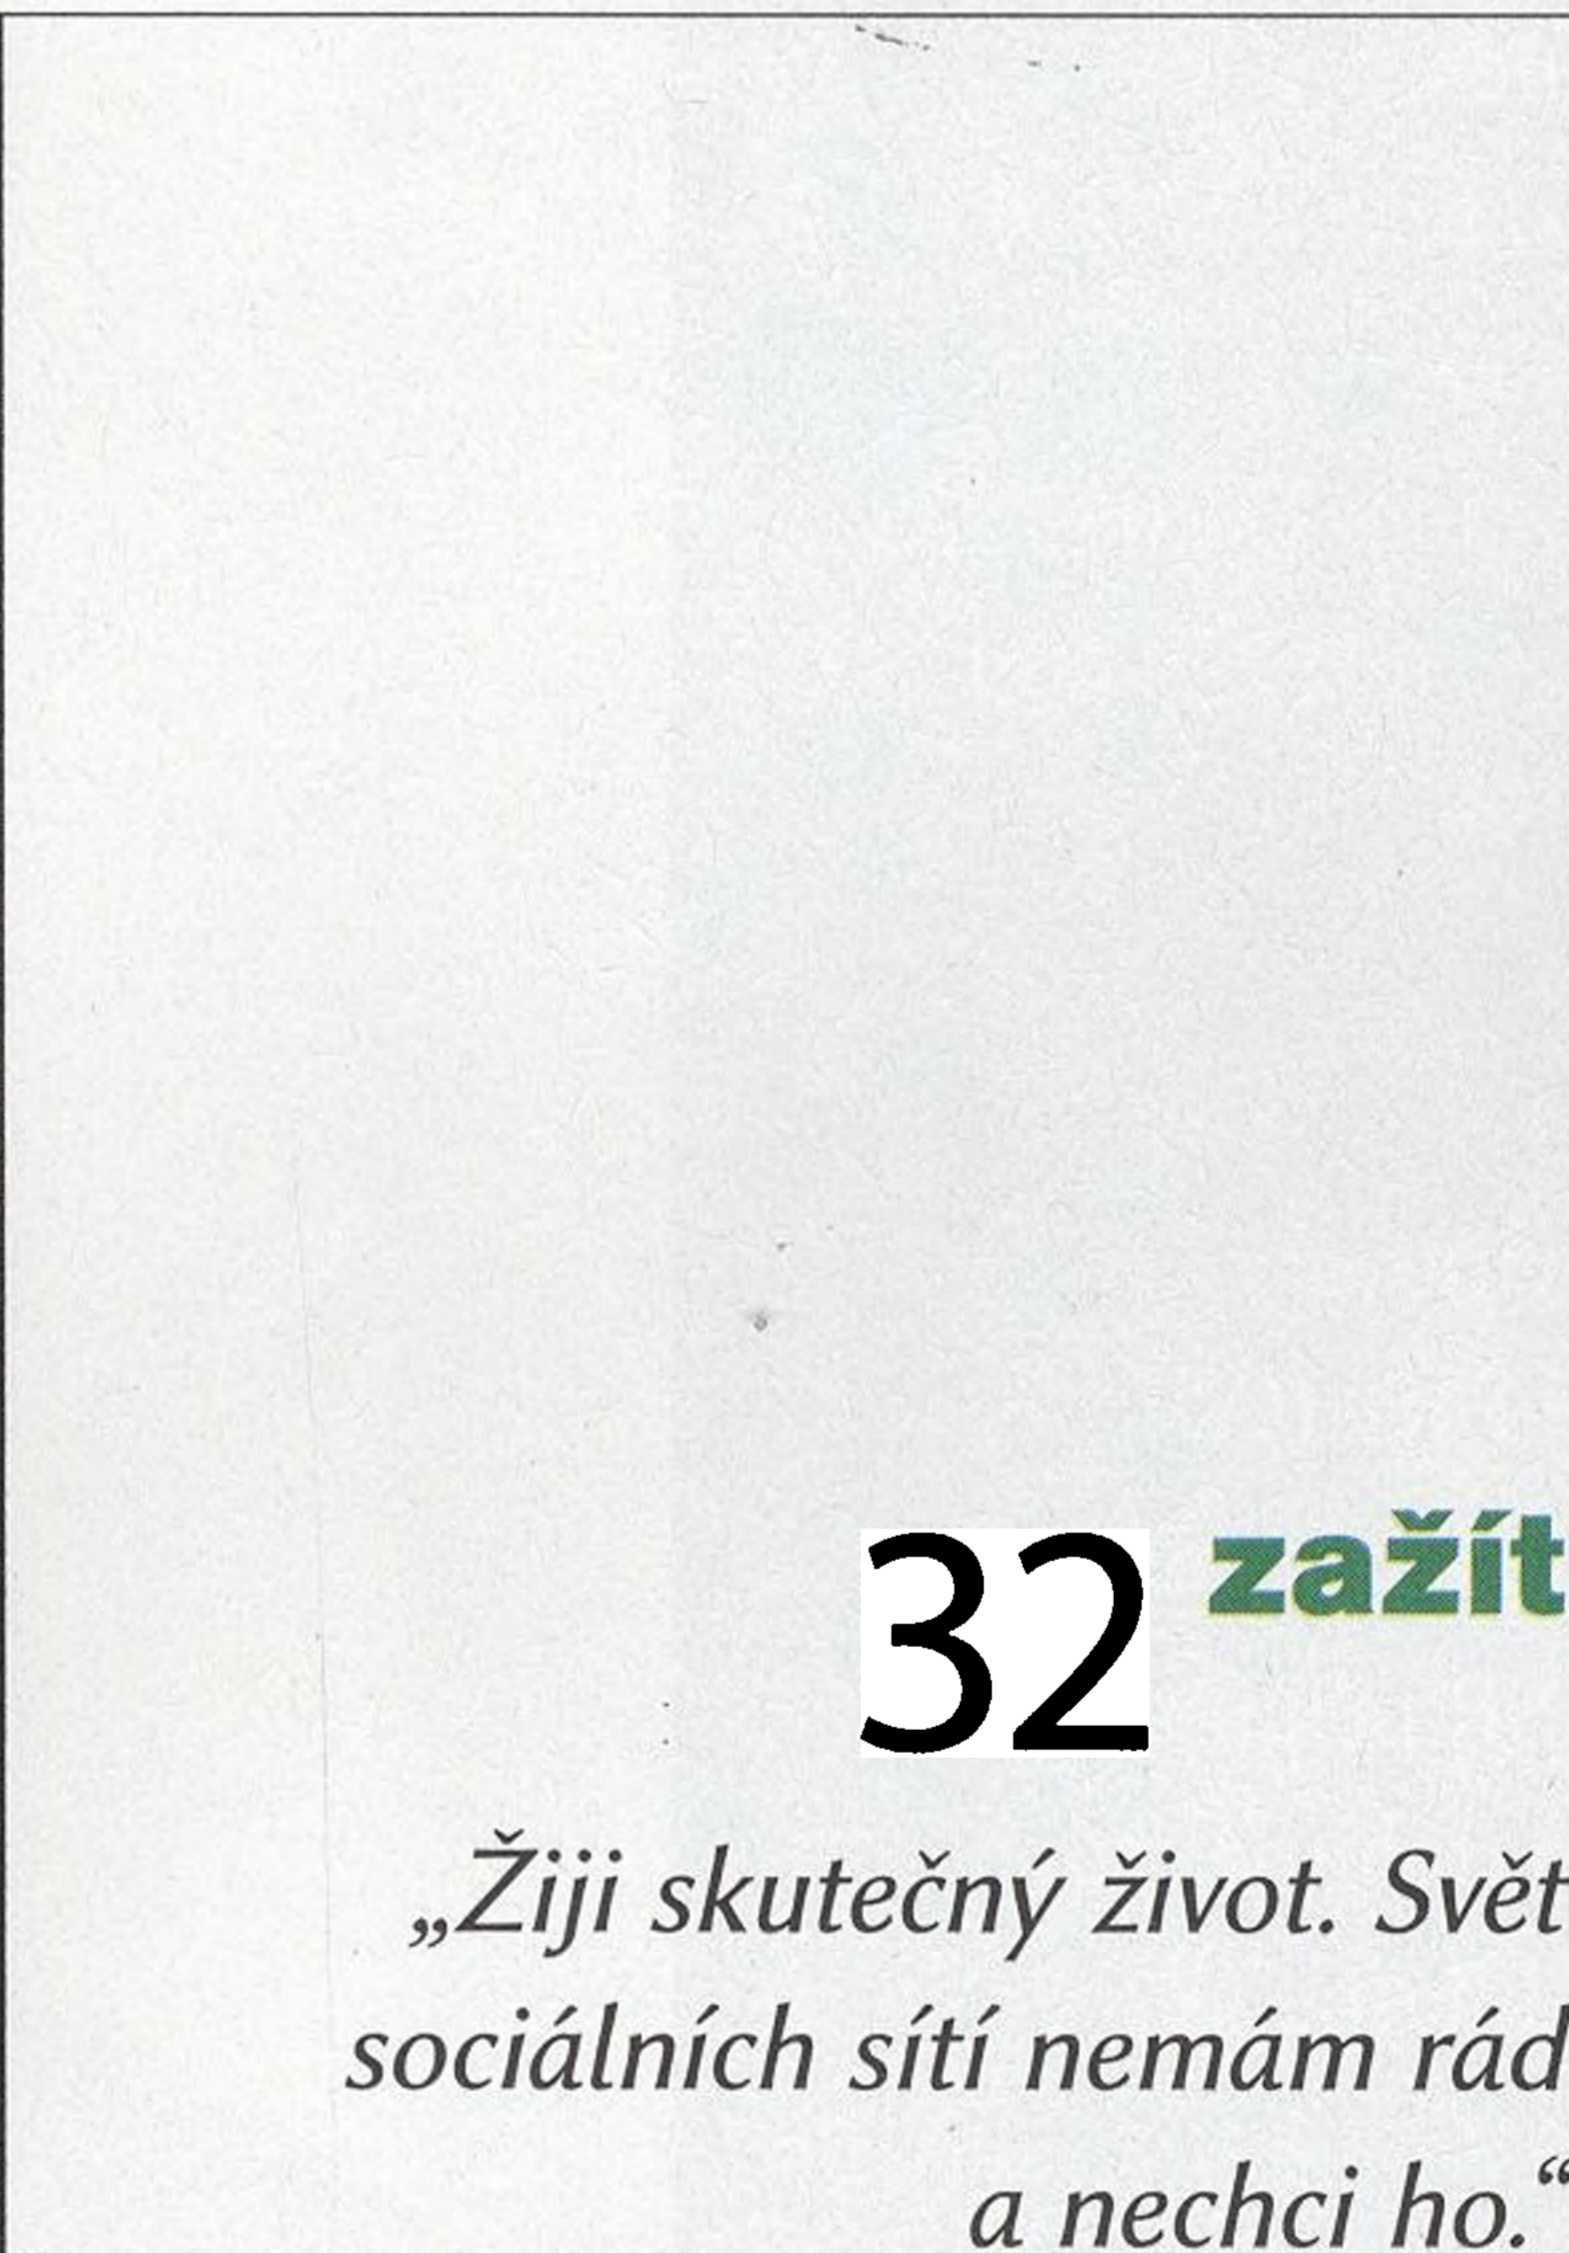 32 zažít
„Žiji skutečný život. Svět
sociálních sítí nemám rád
a nechci ho.“